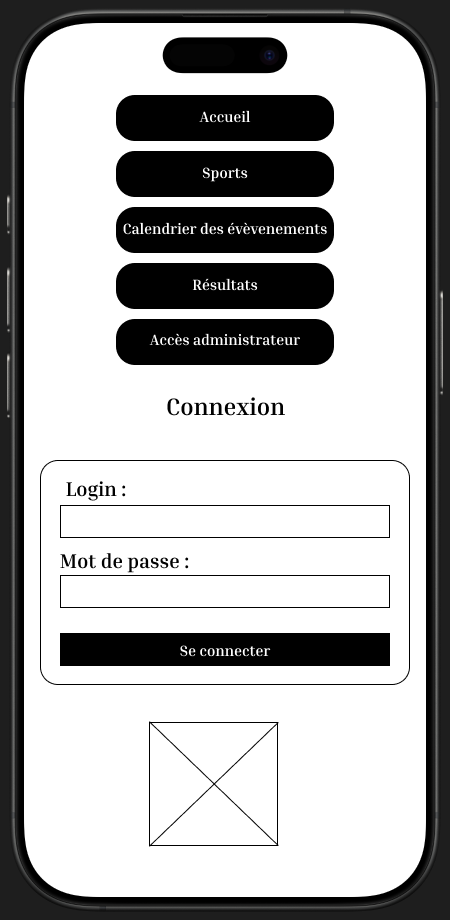 Accueil
Sports
Calendrier des évèvenements
Résultats
Accès administrateur
Connexion
Login :
Mot de passe :
Se connecter